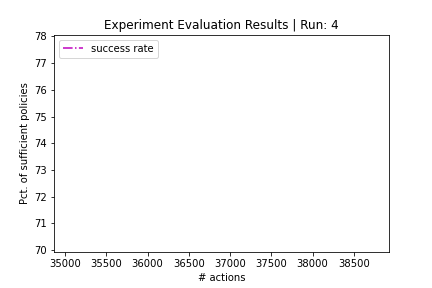 Experiment Evaluation Results | Run: 4
success rate
Pct. of sufficient policies
78
77
76
75
74
73
72
71
70
35000 35500 36000 36500 37000 37500 38000 38500
# actions